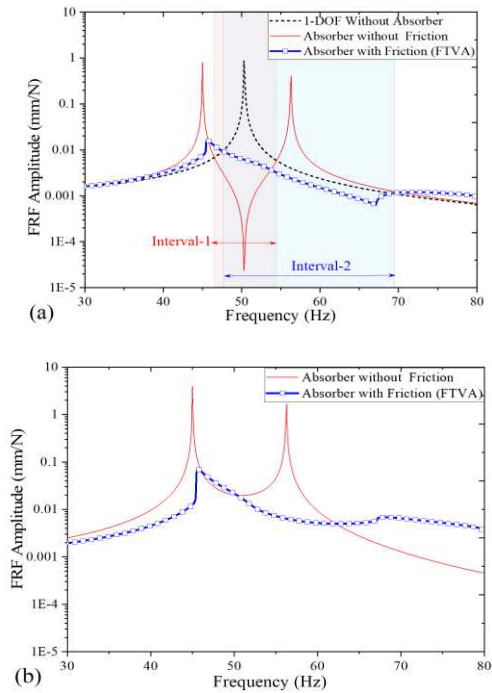 10
1
0.1
0.01
0.001
1E-4
1E-5
FRF Amplitude (mm/N)
1-DOF Without Absorber
Absorber without Friction
Absorber with Friction (FTVA)
Interval-1
Interval-2
30 40 50 60 70 80
Frequency (Hz)
(a)
10
1
0.1
0.01
0.001
1E-4
1E-5
FRF Amplitude (mm/N)
Absorber without Friction
Absorber with Friction (FTVA)
30 40 50 60 70 80
Frequency (Hz)
(b)